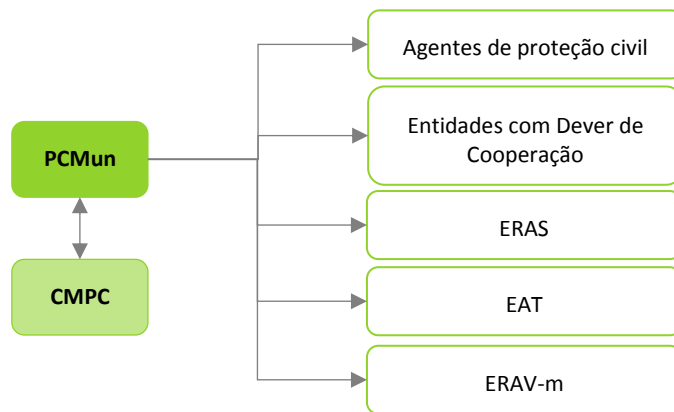 PCMun
CMPC
Agentes de proteção civil
Entidades com Dever de
Cooperação
ERAS
EAT
ERAV-m